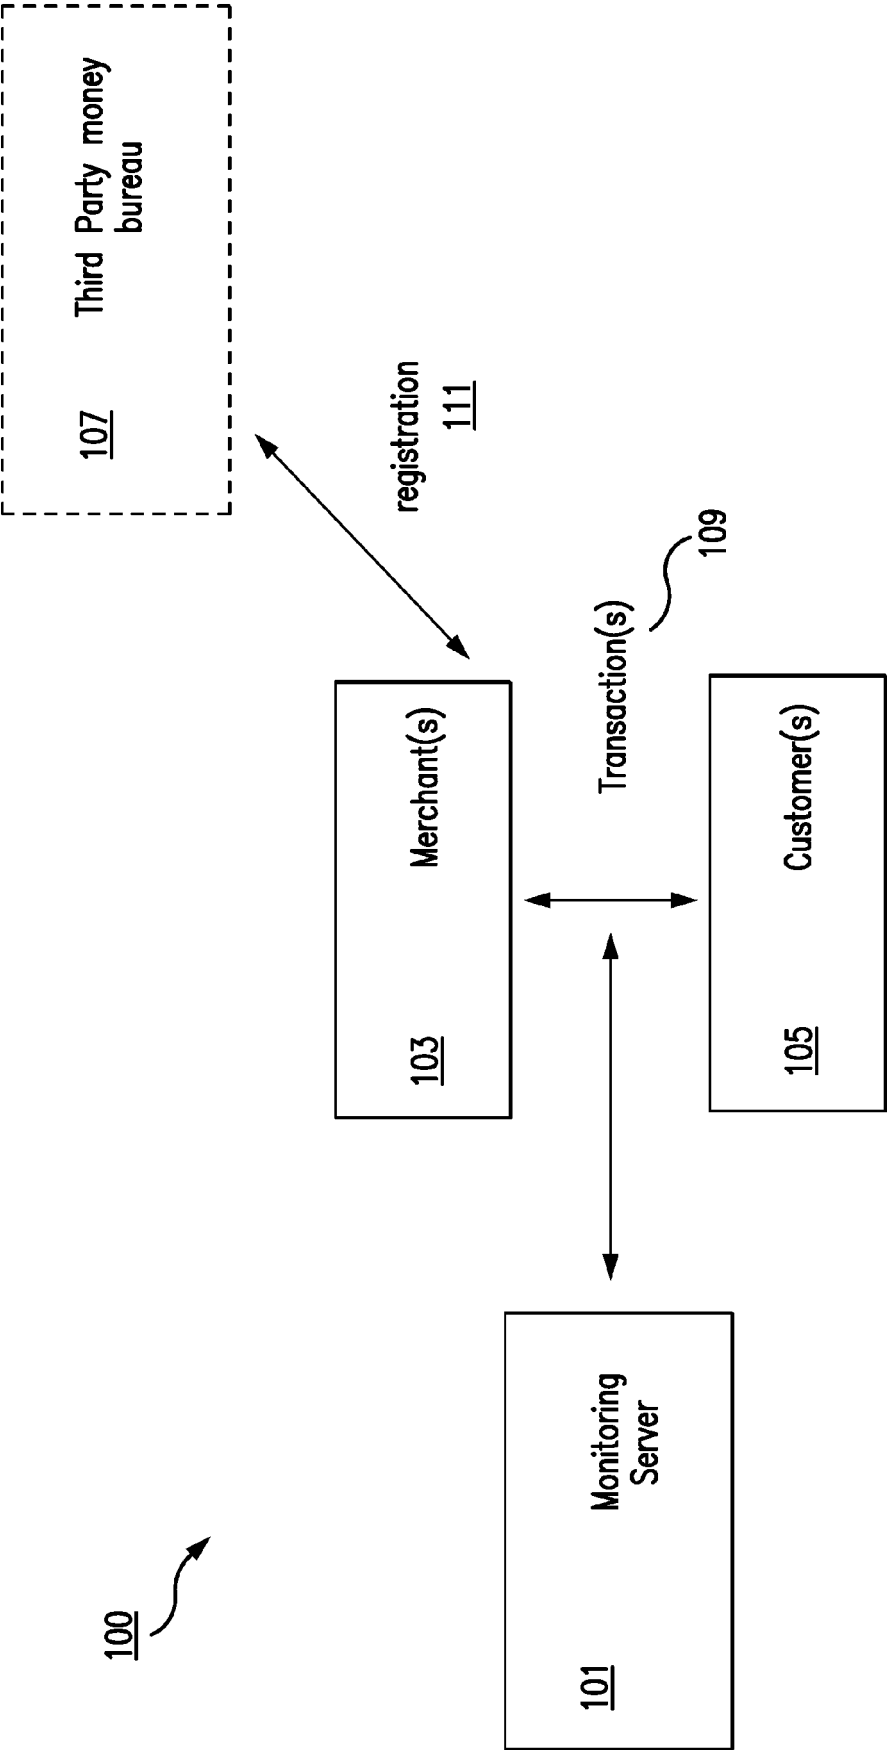 100
Monitoring
Server
101
Merchant(s)
103
Transaction(s)
109
Customer(s)
105
registration
111
Third Party money
bureau
107